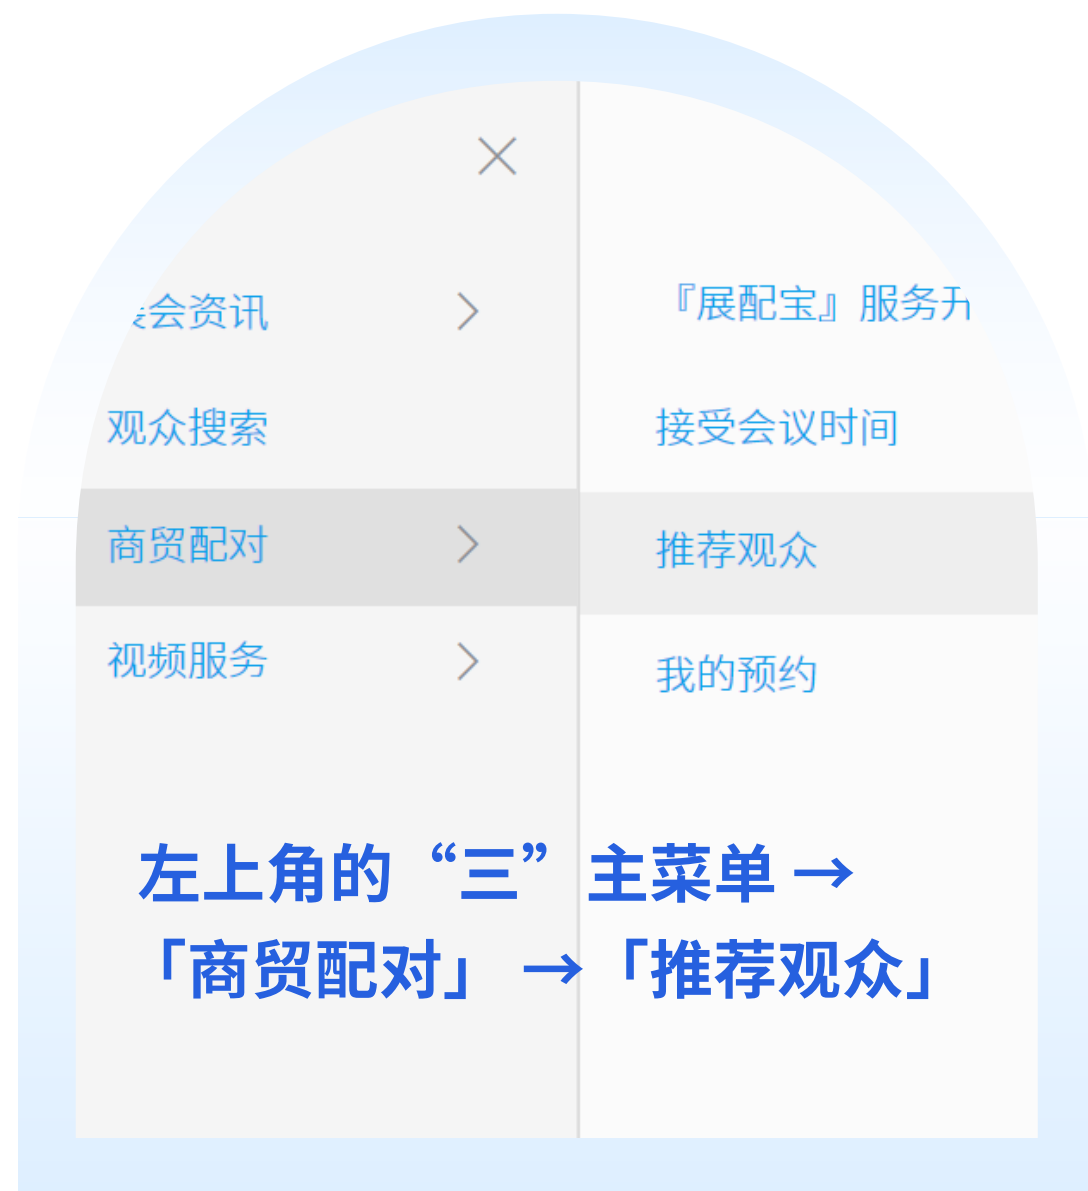 会资讯
观众搜索
商贸配对
视频服务
『展配宝』服务升
接受会议时间
推荐观众
我的预约
左上角的“三”主菜单 →
「商贸配对」→「推荐观众」